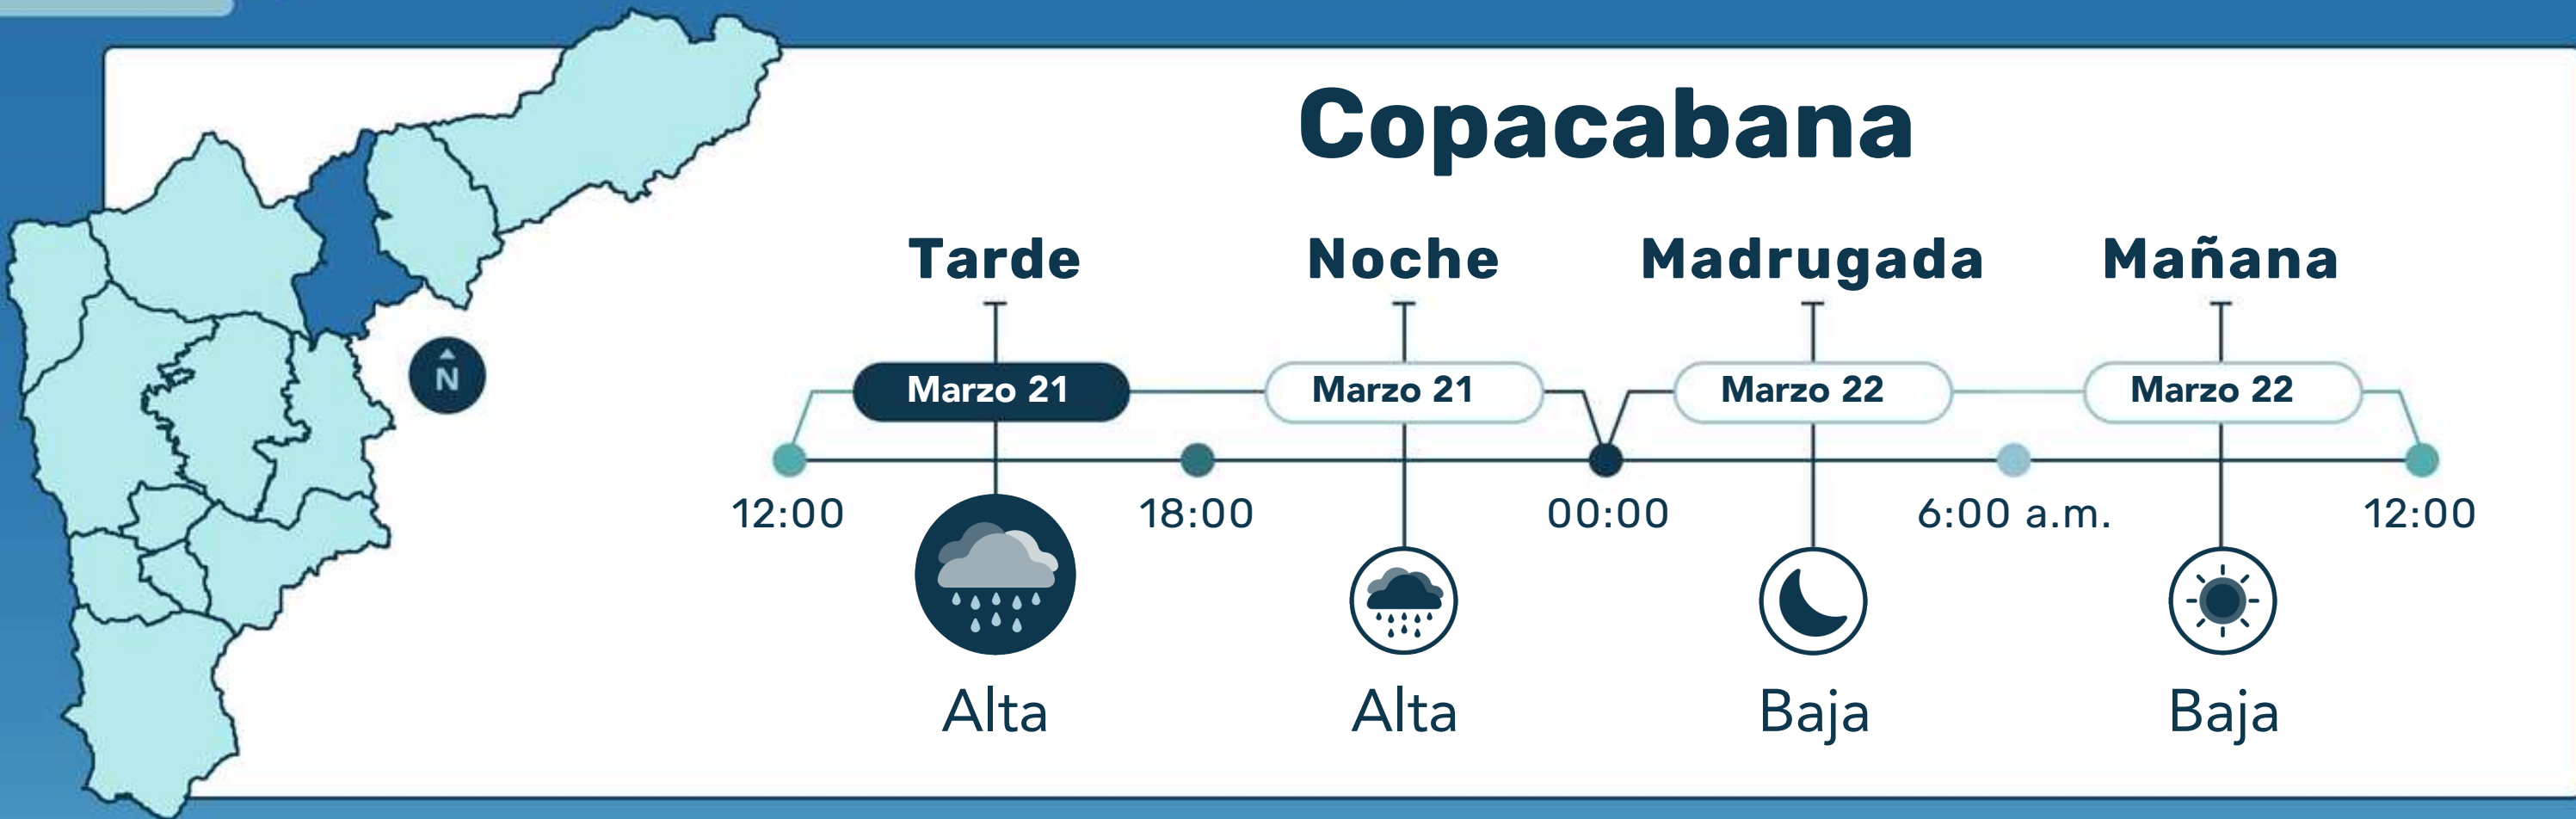 Copacabana
Tarde Noche Madrugada Mañana
Marzo 21 Marzo 21 Marzo 22 Marzo 22
N
12:00 18:00 00:00 6:00 a.m. 12:00
Alta Alta Baja Baja